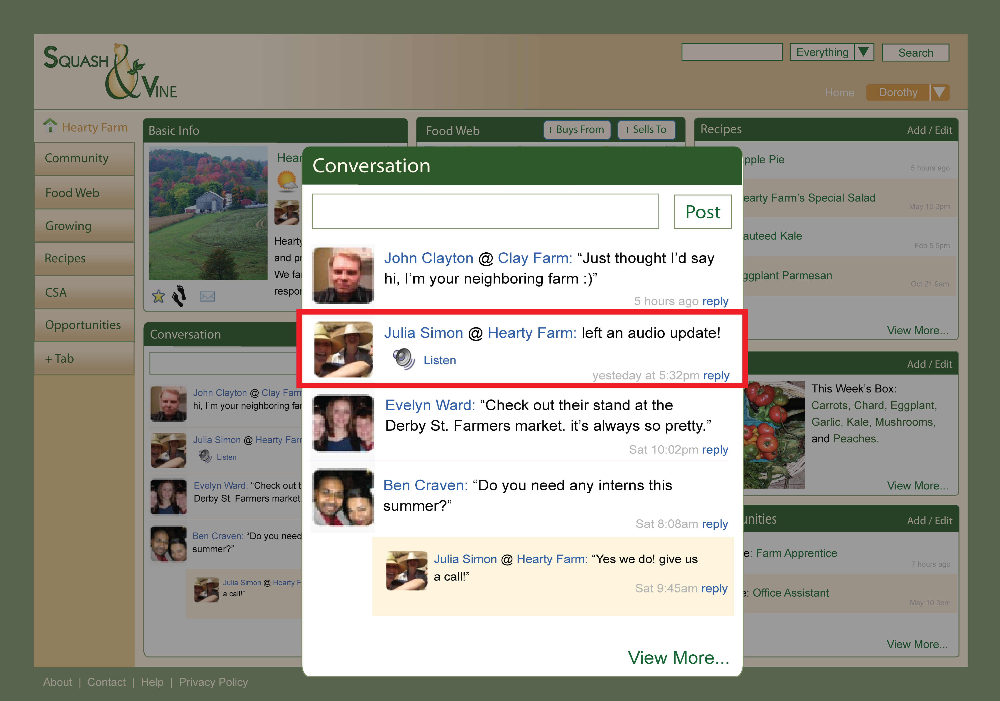 SQUASH & VINE
Everything
Search
Home
Dorothy
Hearty Farm
Community
Food Web
Growing
Recipes
CSA
Opportunities
+ Tab
Basic Info
Hear
Hearty
and pr
We fa
respon
Food Web
+ Buys From
+ Sells To
Recipes
Add / Edit
pple Pie
5 hours ago
earty Farm’s Special Salad
May 10 3pm
auteed Kale
Feb 5 6pm
ggplant Parmesan
Oct 21 9am
View More...
Conversation
John Clayton @ Clay Farm
hi, I’m your neighboring far
Julia Simon @ Hearty Farm
Listen
Evelyn Ward: “Check out t
Derby St. Farmers market.
Ben Craven: “Do you need
summer?”
Julia Simon @ Hearty F
a call!”
Conversation
Post
John Clayton @ Clay Farm: “Just thought I’d say
hi, I’m your neighboring farm :)”
5 hours ago reply
Julia Simon @ Hearty Farm: left an audio update!
Listen
yesteday at 5:32pm reply
Evelyn Ward: “Check out their stand at the
Derby St. Farmers market. it’s always so pretty.”
Sat 10:02pm reply
Ben Craven: “Do you need any interns this
summer?”
Sat 8:08am reply
Julia Simon @ Hearty Farm: “Yes we do! give us
a call!”
Sat 9:45am reply
View More...
Add / Edit
This Week’s Box:
Carrots, Chard, Eggplant,
Garlic, Kale, Mushrooms,
and Peaches.
View More...
unities
Add / Edit
e: Farm Apprentice
7 hours ago
e: Office Assistant
May 10 3pm
View More...
About | Contact | Help | Privacy Policy